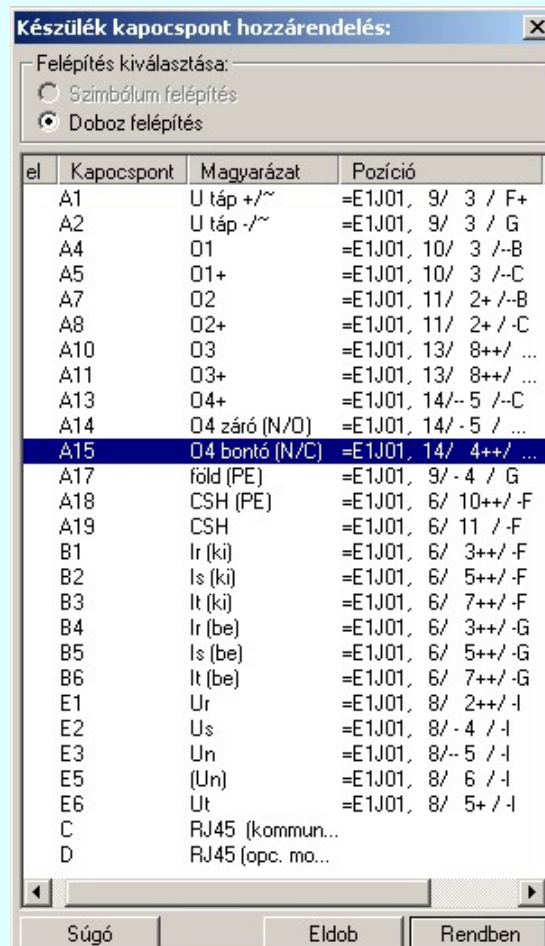 Készülék kapocspont hozzárendelés:
Felépítés kiválasztása:
Szimbólum felépítés
Doboz felépítés
el Kapocspont Magyarázat Pozíció
A1 U táp +/~ =E1J01, 9/ 3 / F+
A2 U táp -/~ =E1J01, 9/ 3 / G
A4 O1 =E1J01, 10/ 3 /--B
A5 O1+ =E1J01, 10/ 3 /--C
A7 O2 =E1J01, 11/ 2+ /--B
A8 O2+ =E1J01, 11/ 2+ / -C
A10 O3 =E1J01, 13/ 8++/ ...
A11 O3+ =E1J01, 13/ 8++/ ...
A13 O4+ =E1J01, 14/-- 5 /--C
A14 O4 záró (N/O) =E1J01, 14/ - 5 / ...
A15 O4 bontó (N/C) =E1J01, 14/ 4++/ ...
A17 föld (PE) =E1J01, 9/ - 4 / G
A18 CSH (PE) =E1J01, 6/ 10++/ -F
A19 CSH =E1J01, 6/ 11 / -F
B1 Ir (ki) =E1J01, 6/ 3++/ -F
B2 Is (ki) =E1J01, 6/ 5++/ -F
B3 It (ki) =E1J01, 6/ 7++/ -F
B4 Ir (be) =E1J01, 6/ 3++/ -G
B5 Is (be) =E1J01, 6/ 5++/ -G
B6 It (be) =E1J01, 6/ 7++/ -G
E1 Ur =E1J01, 8/ 2++/ -I
E2 Us =E1J01, 8/ - 4 / -I
E3 Un =E1J01, 8/-- 5 / -I
E5 (Un) =E1J01, 8/ 6 / -I
E6 Ut =E1J01, 8/ 5+ / -I
C RJ45 (kommun...
D RJ45 (opc. mo...
Súgó Eldob Rendben